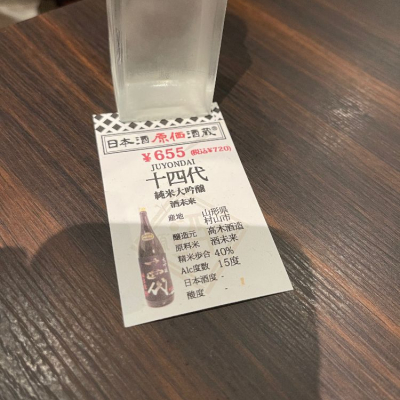 日本酒原価酒蔵®
¥655 (税込¥720)
JUYONDAI
十四代
純米大吟醸
酒未来
産地 山形県
村山市
醸造元 高木酒造
原料米 酒未来
精米歩合 40%
Alc度数 15度
日本酒度 -
酸度 -